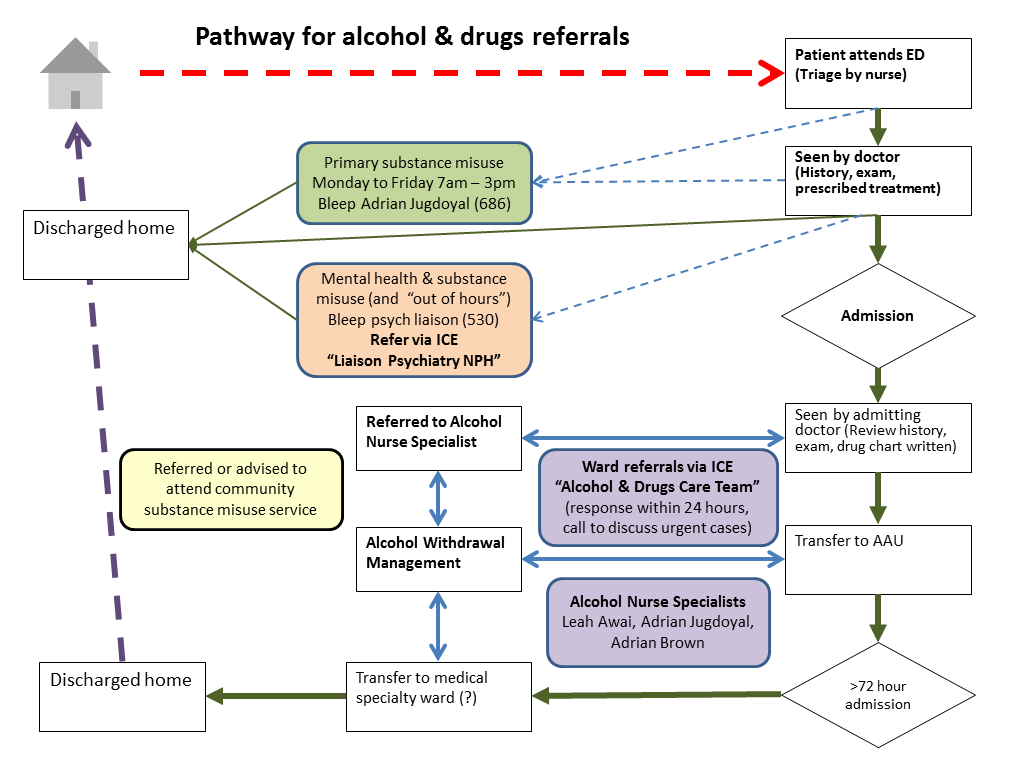 Pathway for alcohol & drugs referrals
Patient attends ED
(Triage by nurse)
Primary substance misuse
Monday to Friday 7am – 3pm
Bleep Adrian Jugdoyal (686)
Seen by doctor
(History, exam,
prescribed treatment)
Discharged home
Mental health & substance
misuse (and “out of hours”)
Bleep psych liaison (530)
Refer via ICE
“Liaison Psychiatry NPH”
Admission
Referred to Alcohol
Nurse Specialist
Seen by admitting
doctor (Review history,
exam, drug chart written)
Referred or advised to
attend community
substance misuse service
Ward referrals via ICE
“Alcohol & Drugs Care Team”
(response within 24 hours,
call to discuss urgent cases)
Alcohol Withdrawal
Management
Transfer to AAU
Alcohol Nurse Specialists
Leah Awai, Adrian Jugdoyal,
Adrian Brown
Discharged home
Transfer to medical
specialty ward (?)
>72 hour
admission